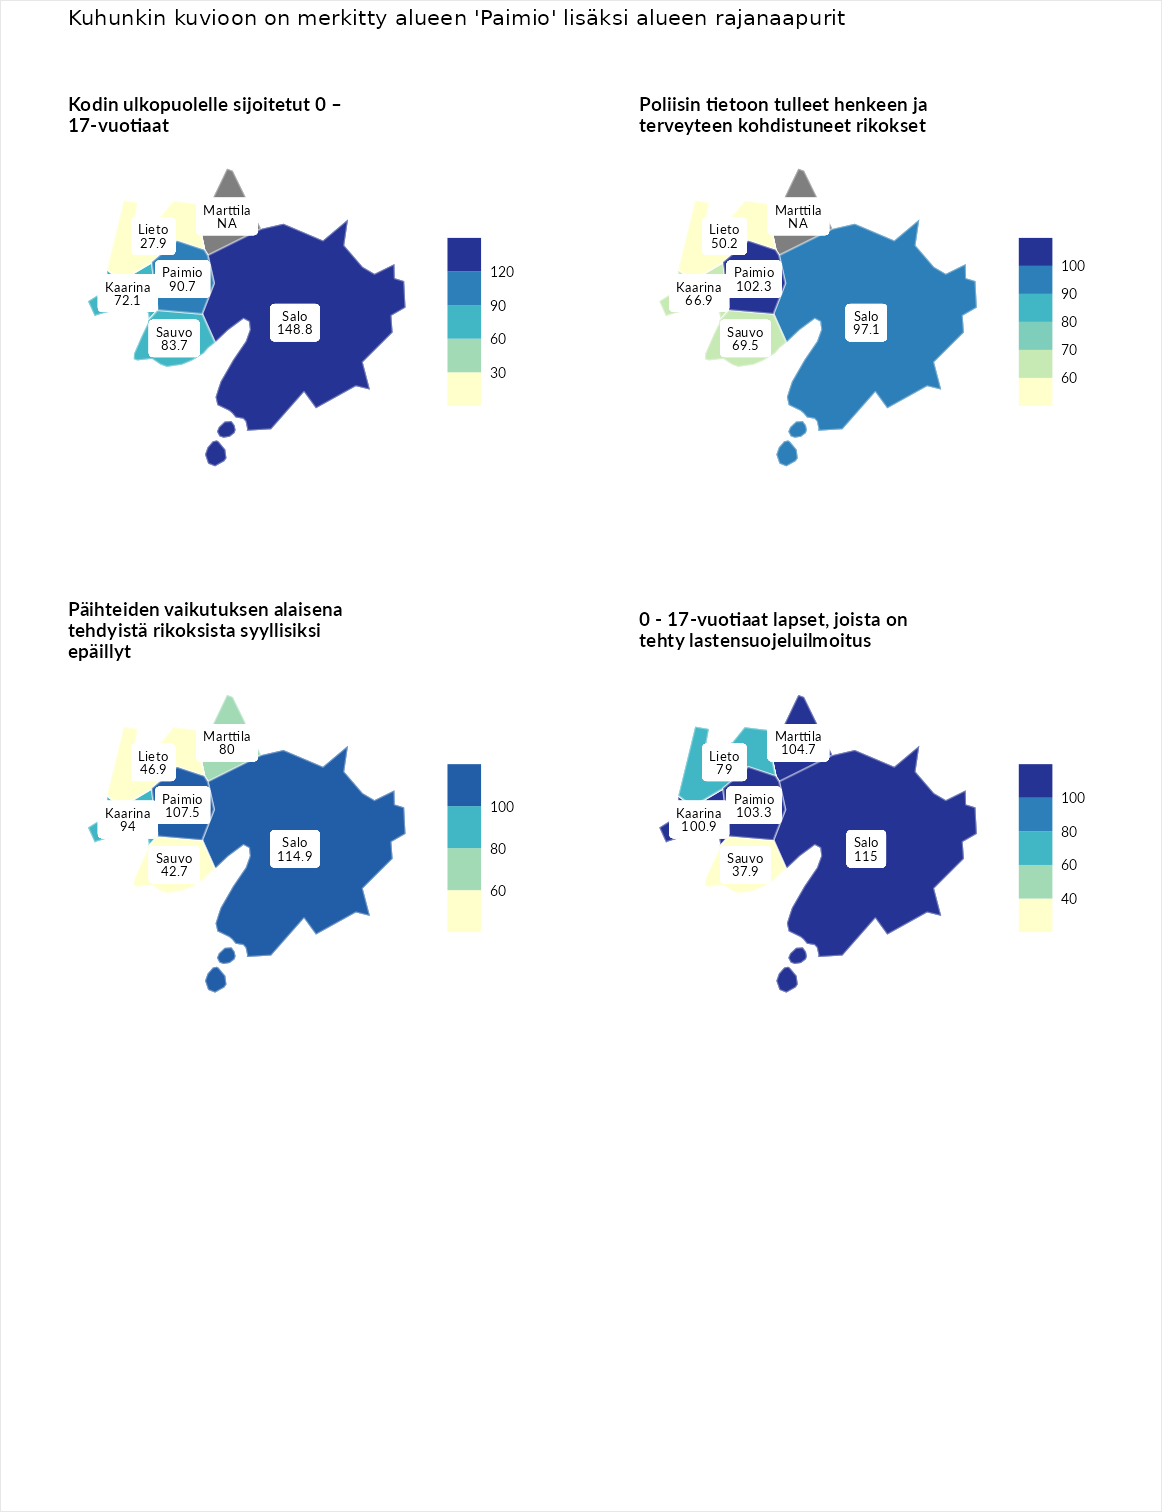 Kuhunkin kuvioon on merkitty alueen 'Paimio' lisäksi alueen rajanaapurit
Kodin ulkopuolelle sijoitetut 0 –
17-vuotiaat
Marttila
NA
Lieto
27.9
Paimio
90.7
Kaarina
72.1
Salo
148.8
Sauvo
83.7
120
90
60
30
Poliisin tietoon tulleet henkeen ja
terveyteen kohdistuneet rikokset
Marttila
NA
Lieto
50.2
Paimio
102.3
Kaarina
66.9
Salo
97.1
Sauvo
69.5
100
90
80
70
60
Päihteiden vaikutuksen alaisena
tehdyistä rikoksista syyllisiksi
epäillyt
Marttila
80
Lieto
46.9
Paimio
107.5
Kaarina
94
Salo
114.9
Sauvo
42.7
100
80
60
0 - 17-vuotiaat lapset, joista on
tehty lastensuojeluilmoitus
Marttila
104.7
Lieto
79
Paimio
103.3
Kaarina
100.9
Salo
115
Sauvo
37.9
100
80
60
40